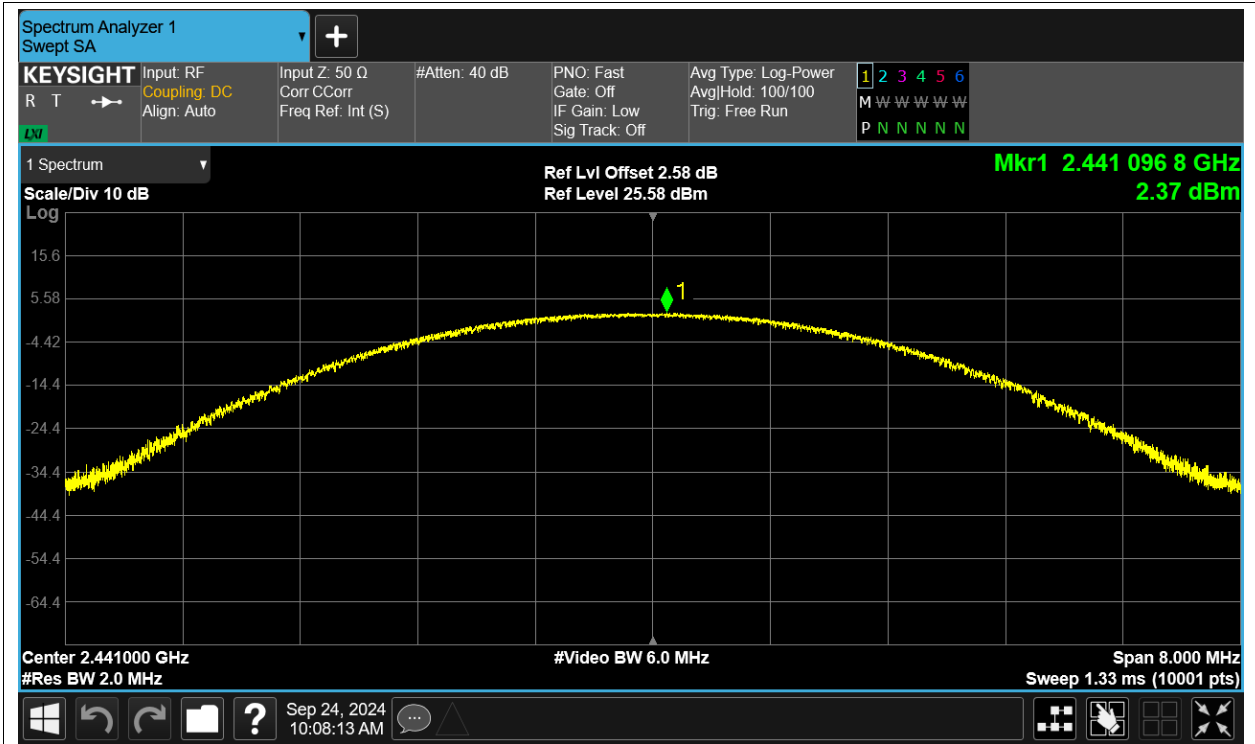 Spectrum Analyzer 1
Swept SA
+
KEYSIGHT
R T
LXI
Input: RF
Coupling: DC
Align: Auto
Input Z: 50 Ω
Corr CCorr
Freq Ref: Int (S)
#Atten: 40 dB
PNO: Fast
Gate: Off
IF Gain: Low
Sig Track: Off
Avg Type: Log-Power
Avg|Hold: 100/100
Trig: Free Run
1 2 3 4 5 6
M W W W W W
P N N N N N
1 Spectrum
Scale/Div 10 dB
Log
Ref Lvl Offset 2.58 dB
Ref Level 25.58 dBm
Mkr1 2.441 096 8 GHz
2.37 dBm
15.6
5.58
-4.42
-14.4
-24.4
-34.4
-44.4
-54.4
-64.4
1
Center 2.441000 GHz
#Res BW 2.0 MHz
#Video BW 6.0 MHz
Span 8.000 MHz
Sweep 1.33 ms (10001 pts)
?
Sep 24, 2024
10:08:13 AM